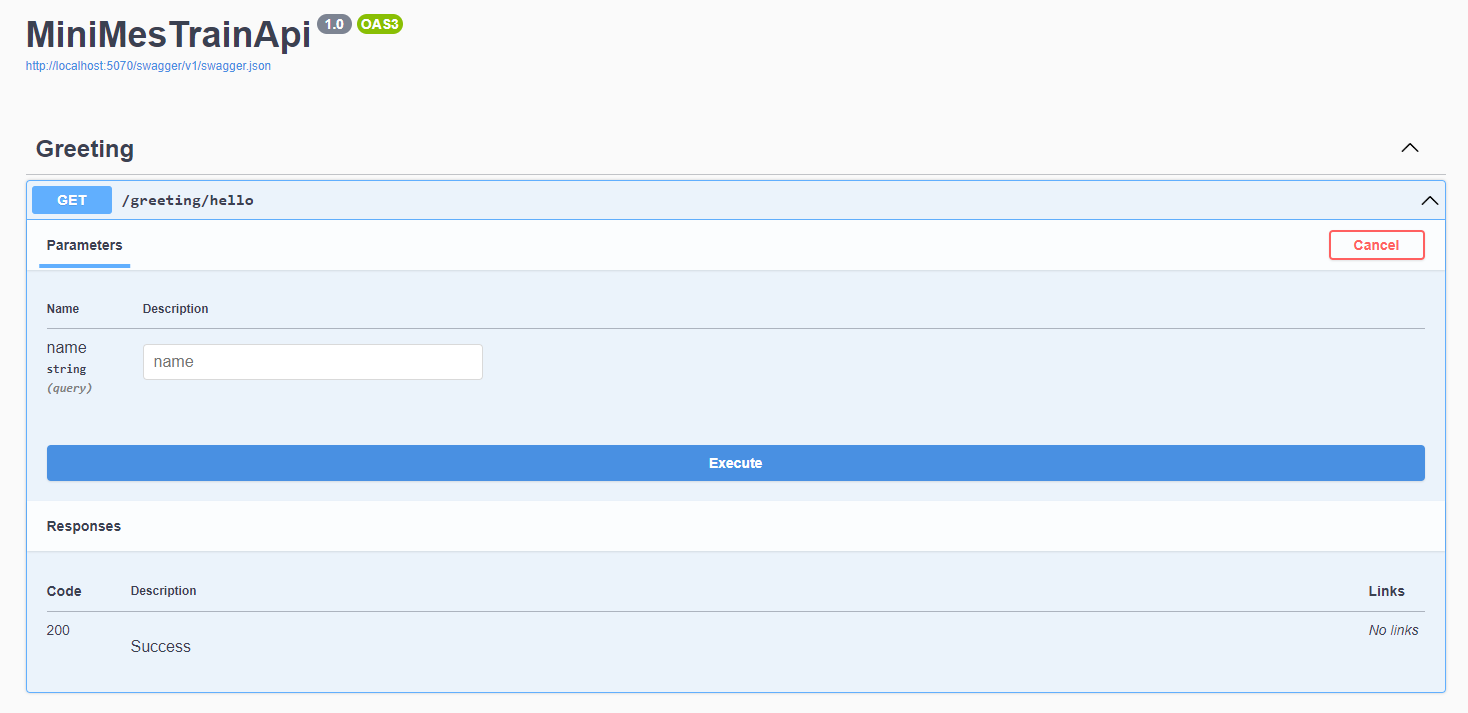 MiniMesTrainApi 1.0 OAS3
http://localhost:5070/swagger/v1/swagger.json
Greeting
GET /greeting/hello
Parameters Cancel
Name Description
name
string
(query)
name
Execute
Responses
Code Description Links
200 Success No links